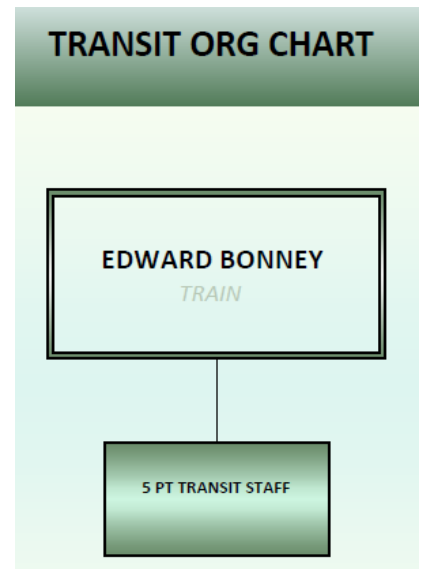 TRANSIT ORG CHART
EDWARD BONNEY
TRAIN
5 PT TRANSIT STAFF